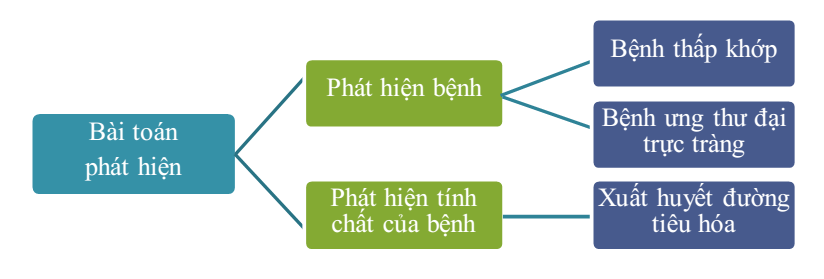 Bài toán
phát hiện
Phát hiện bệnh
Bệnh thấp khớp
Bệnh ưng thư đại
trực tràng
Phát hiện tính
chất của bệnh
Xuất huyết đường
tiêu hóa